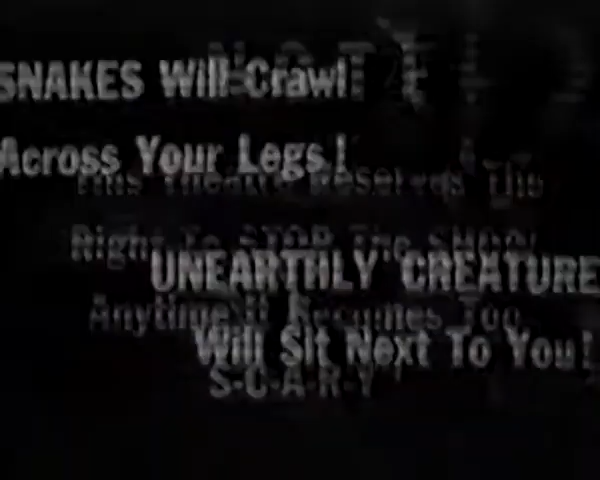 NOTE
SNAKES Will Crawl
Across Your Legs!
This Theatre Reserves The
Right To STOP The SHOW
UNEARTHLY CREATURE
Anytime It Becomes Too
Will Sit Next To You!
S-C-A-R-Y